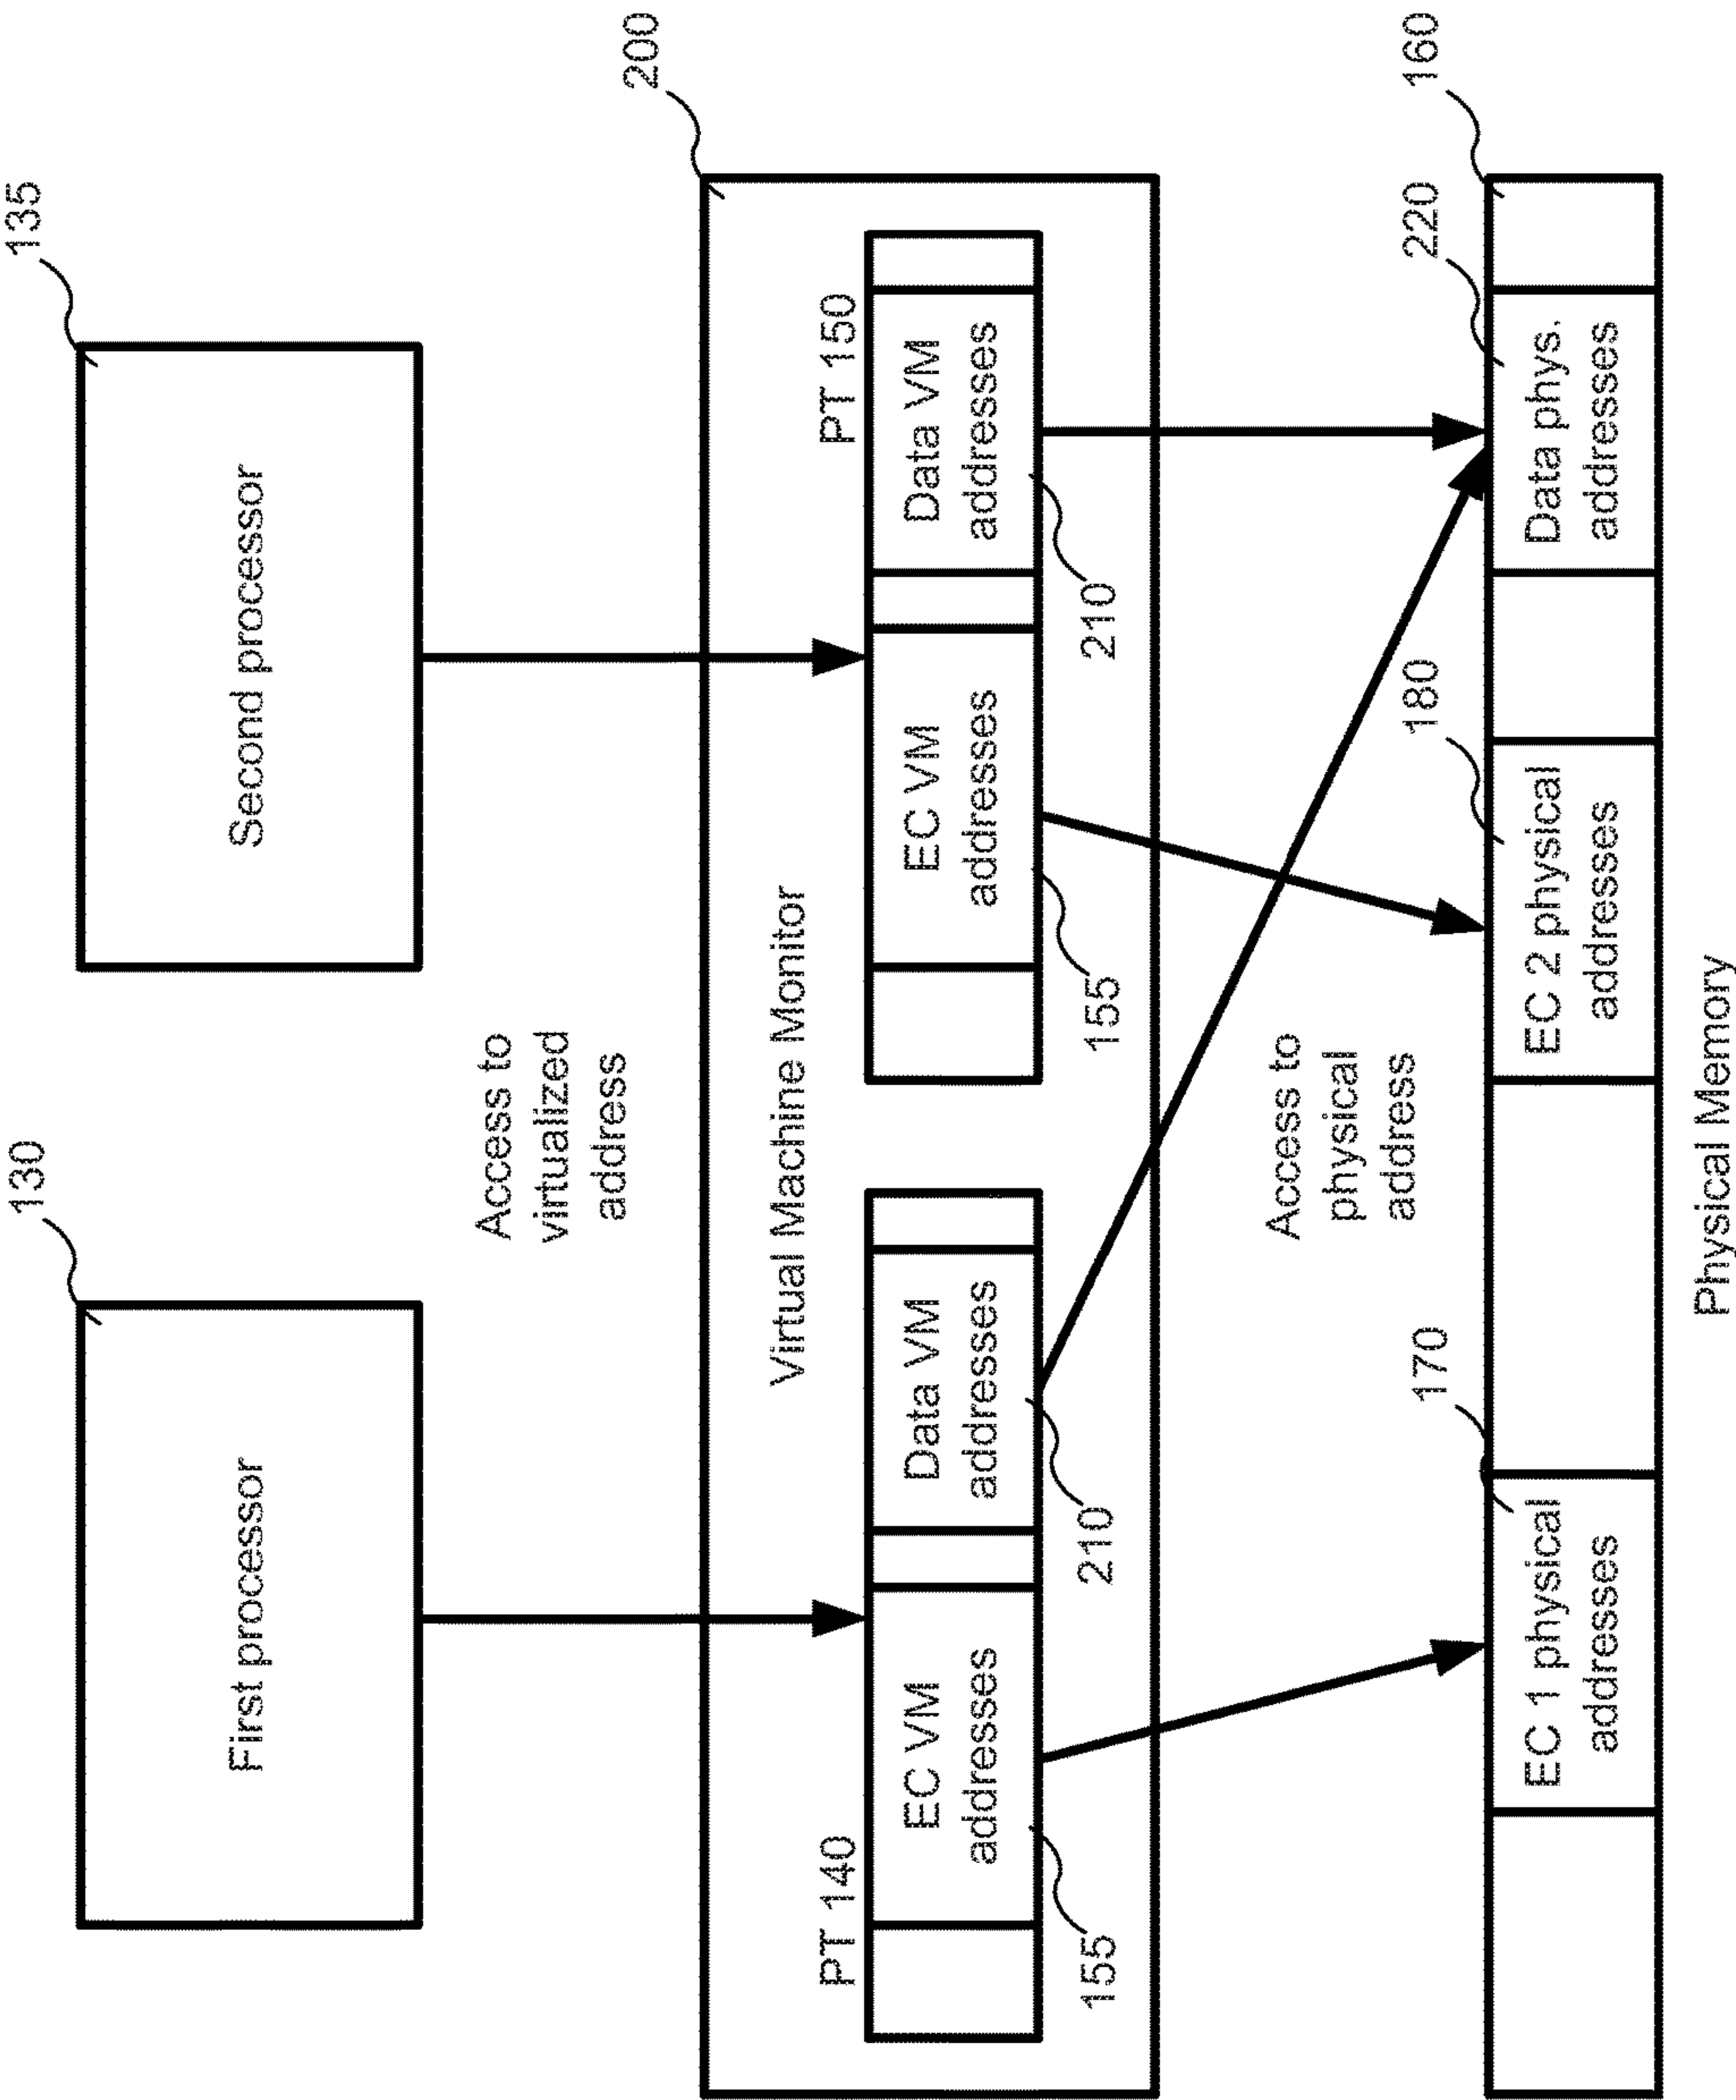 130
135
First processor
Second processor
Access to
virtualized
address
200
Virtual Machine Monitor
PT 140
PT 150
EC VM
addresses
Data VM
addresses
EC VM
addresses
Data VM
addresses
155
210
155
210
Access to
physical
address
170
180
220
160
EC 1 physical
addresses
EC 2 physical
addresses
Data phys.
addresses
Physical Memory